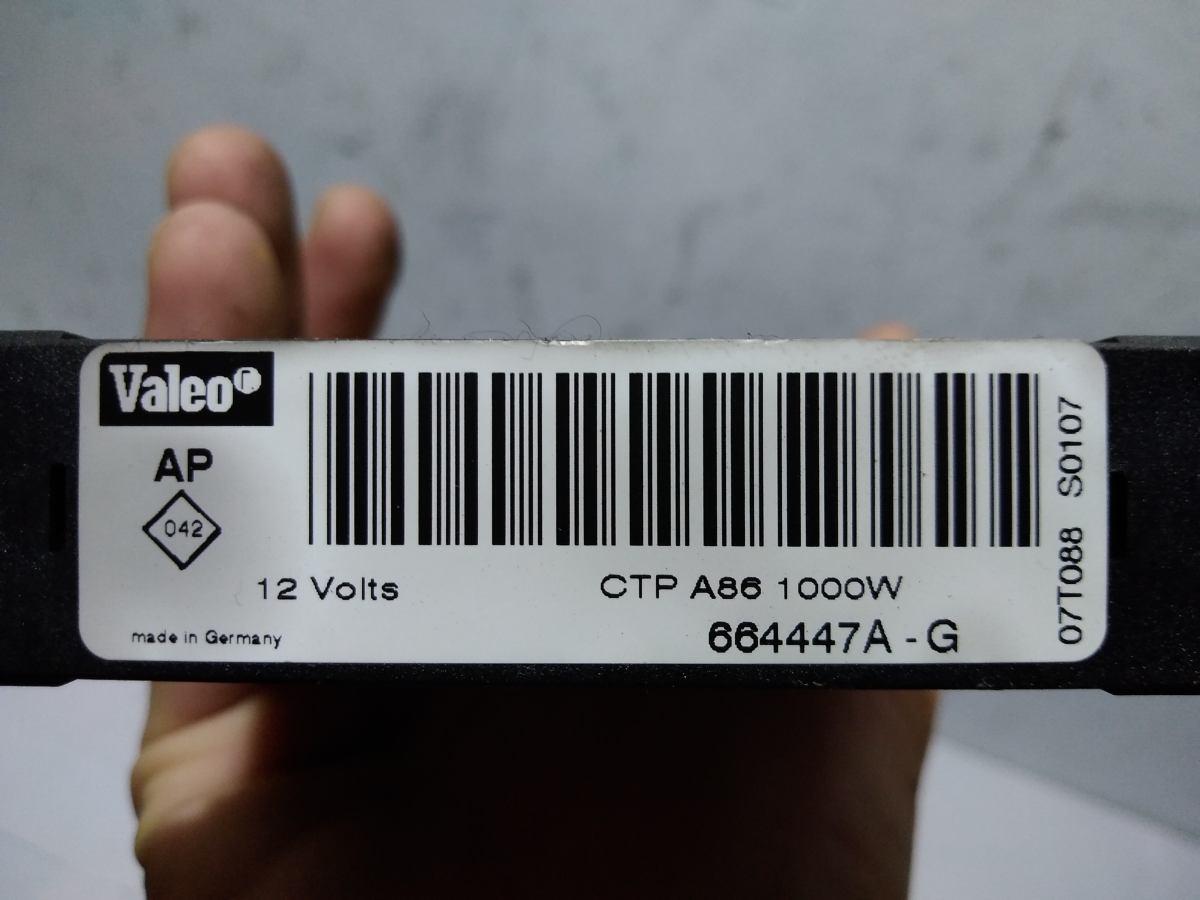 Valeo
AP
042
12 Volts
CTP A86 1000W
made in Germany
664447A - G
07T088 S0107